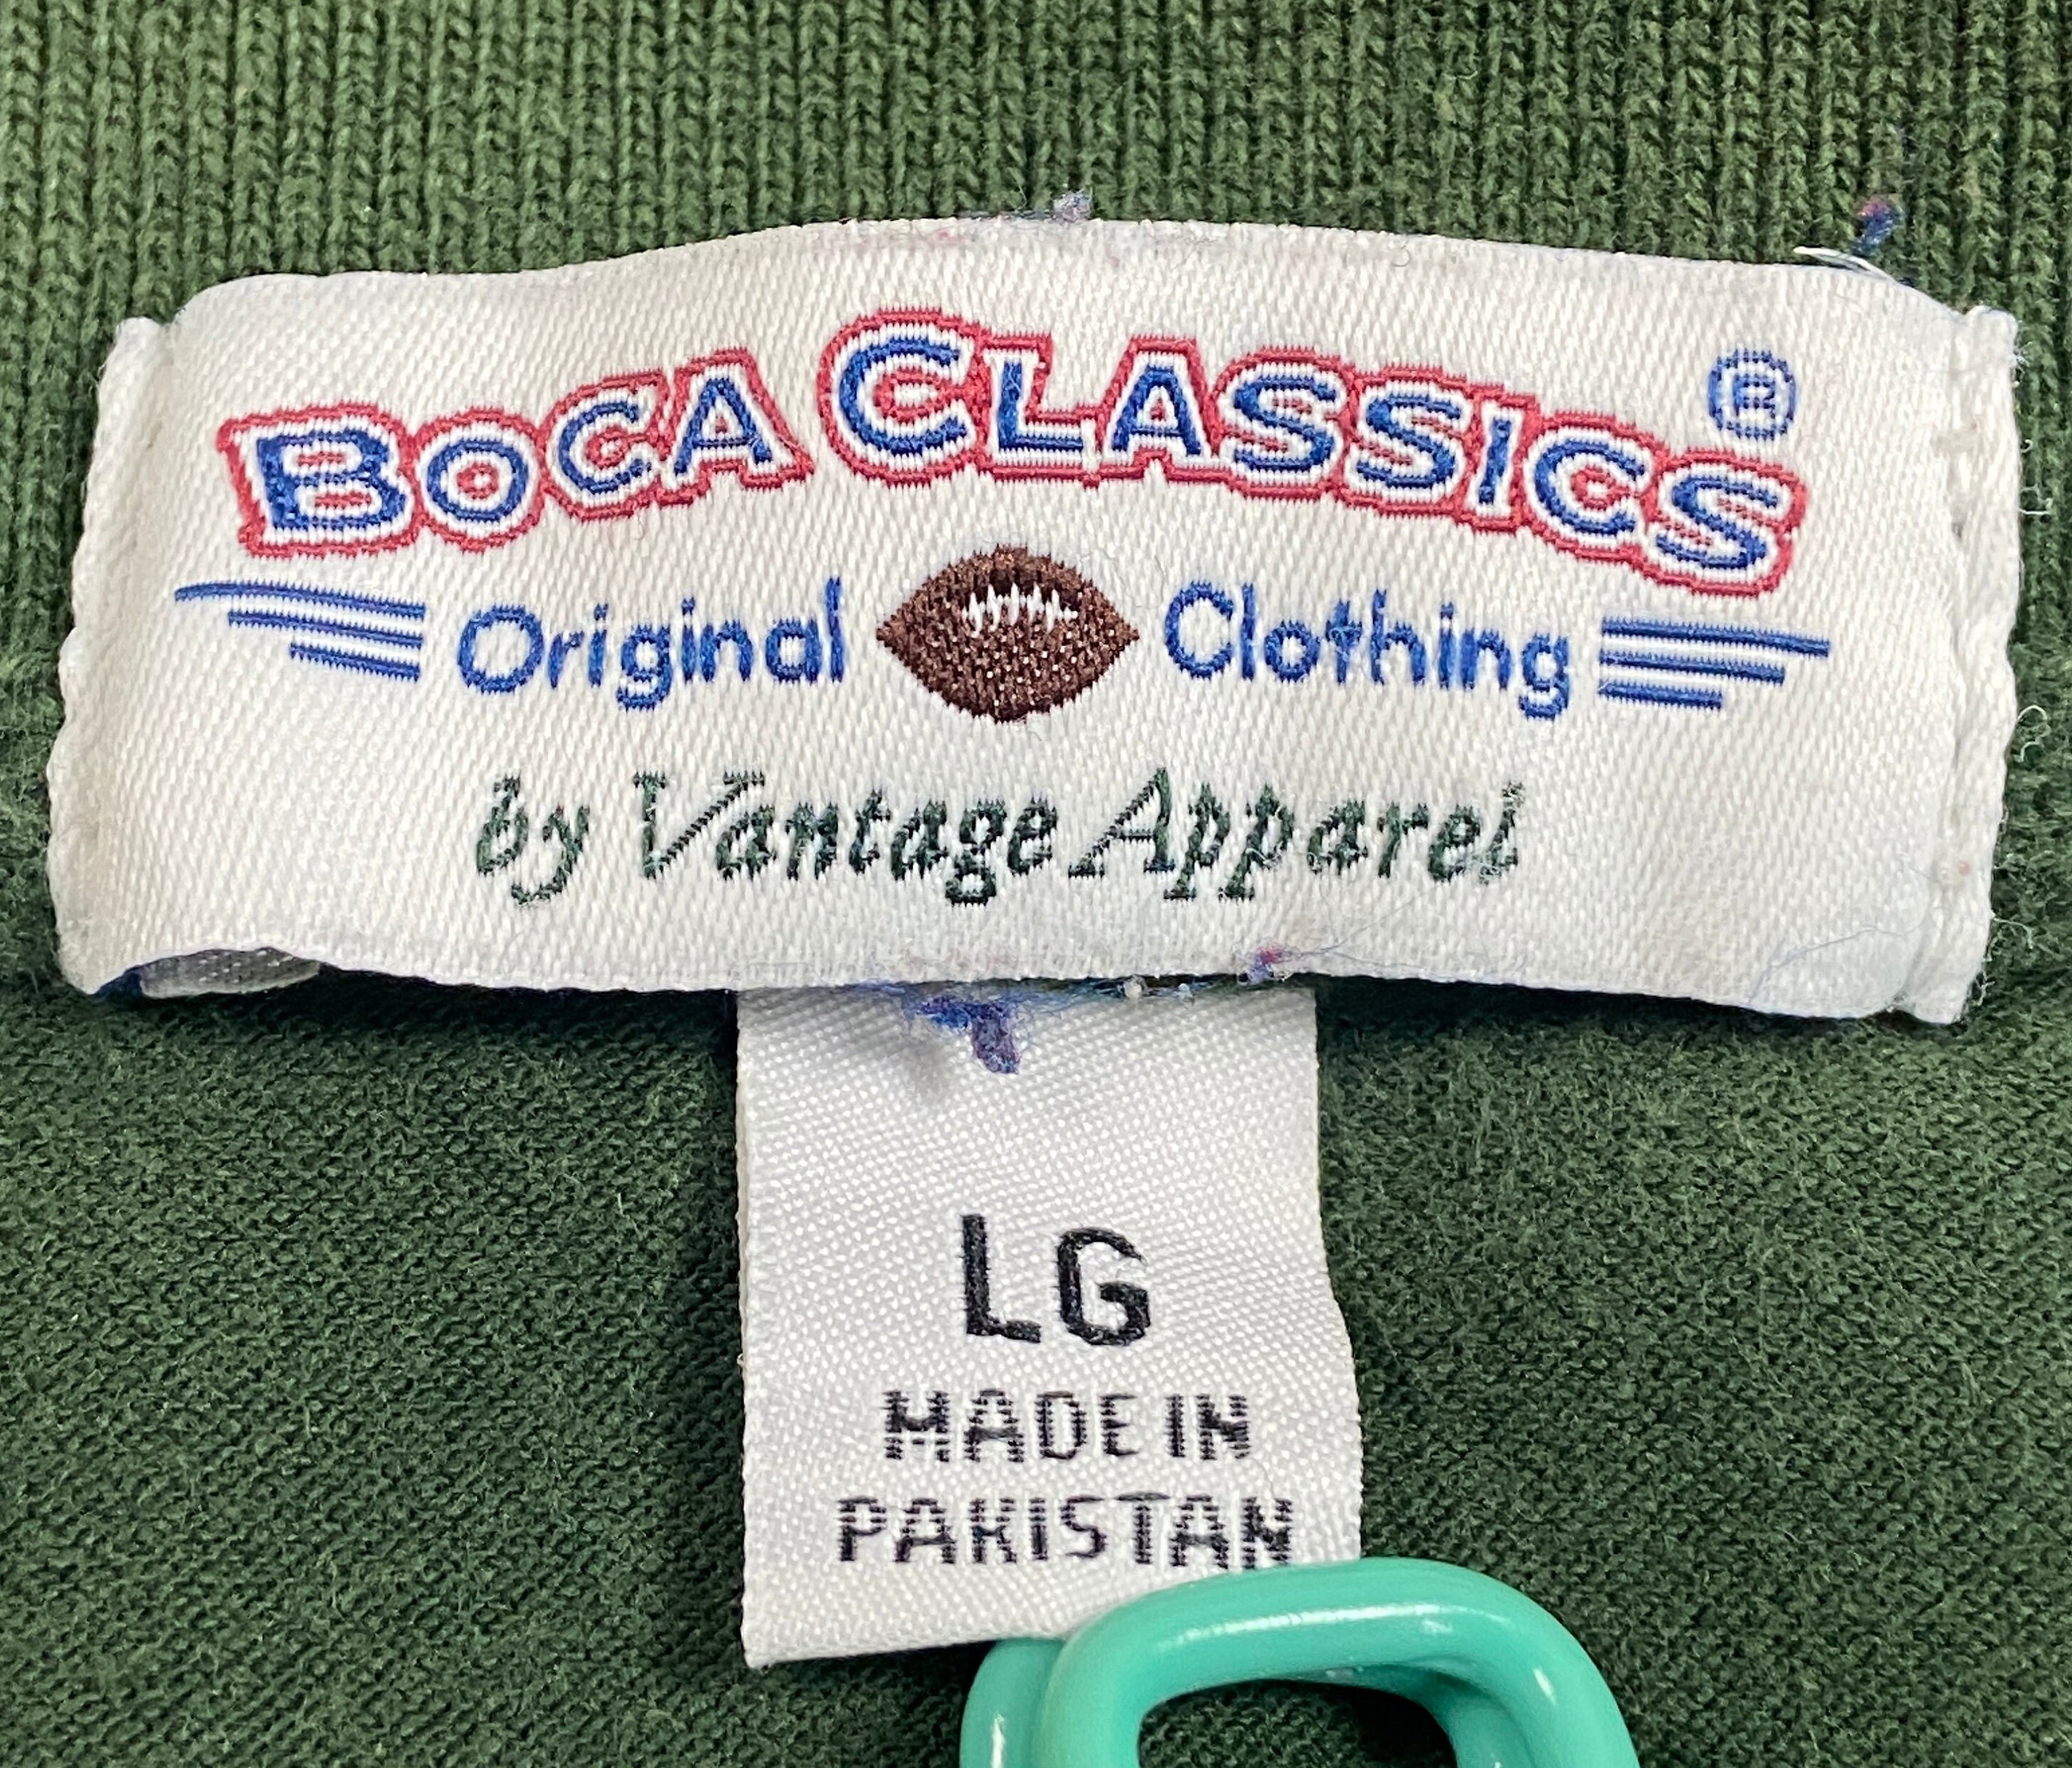 BOCA CLASSICS®
Original Clothing
by Vantage Apparel
LG
MADE IN
PAKISTAN